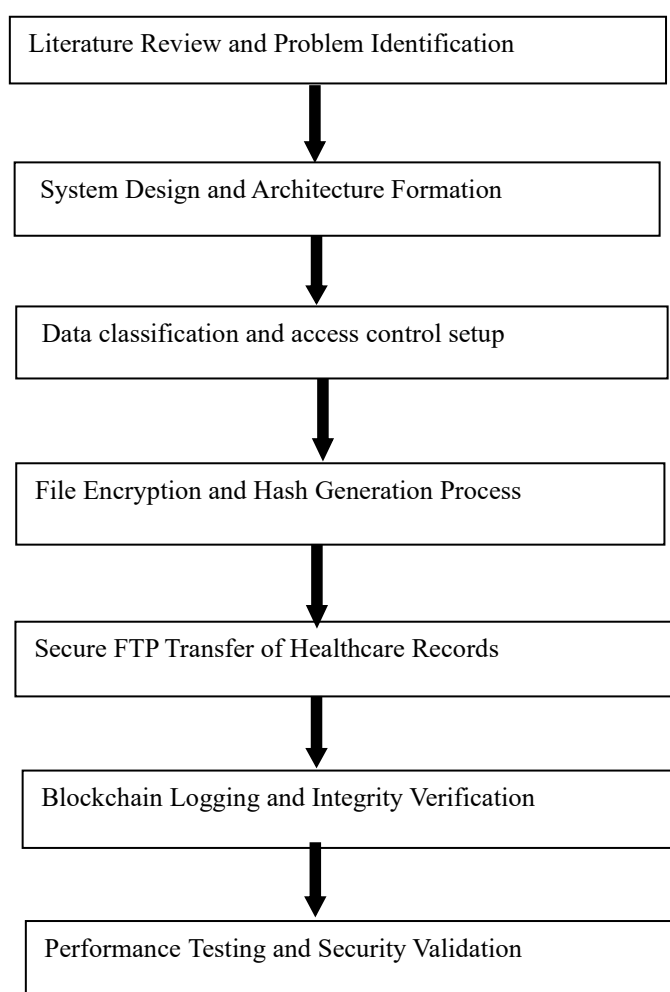 Literature Review and Problem Identification
System Design and Architecture Formation
Data classification and access control setup
File Encryption and Hash Generation Process
Secure FTP Transfer of Healthcare Records
Blockchain Logging and Integrity Verification
Performance Testing and Security Validation